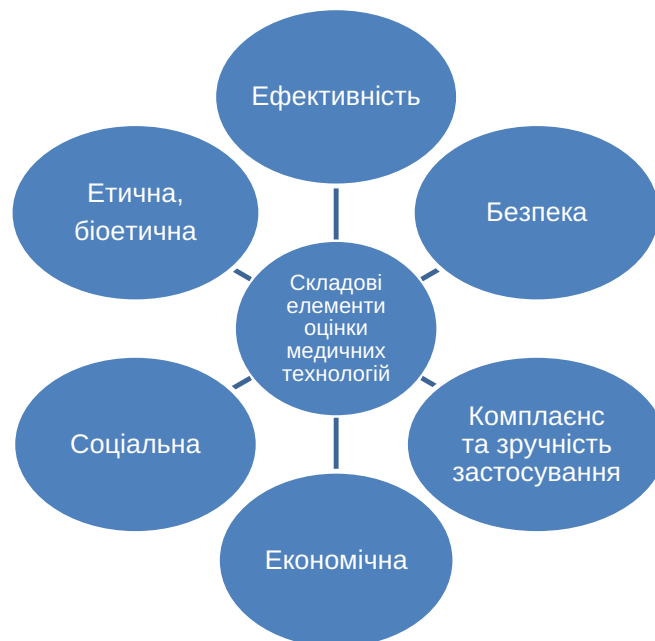 Ефективність
Етична,
біоетична
Безпека
Складові
елементи
оцінки
медичних
технологій
Соціальна
Комплаєнс
та зручність
застосування
Економічна